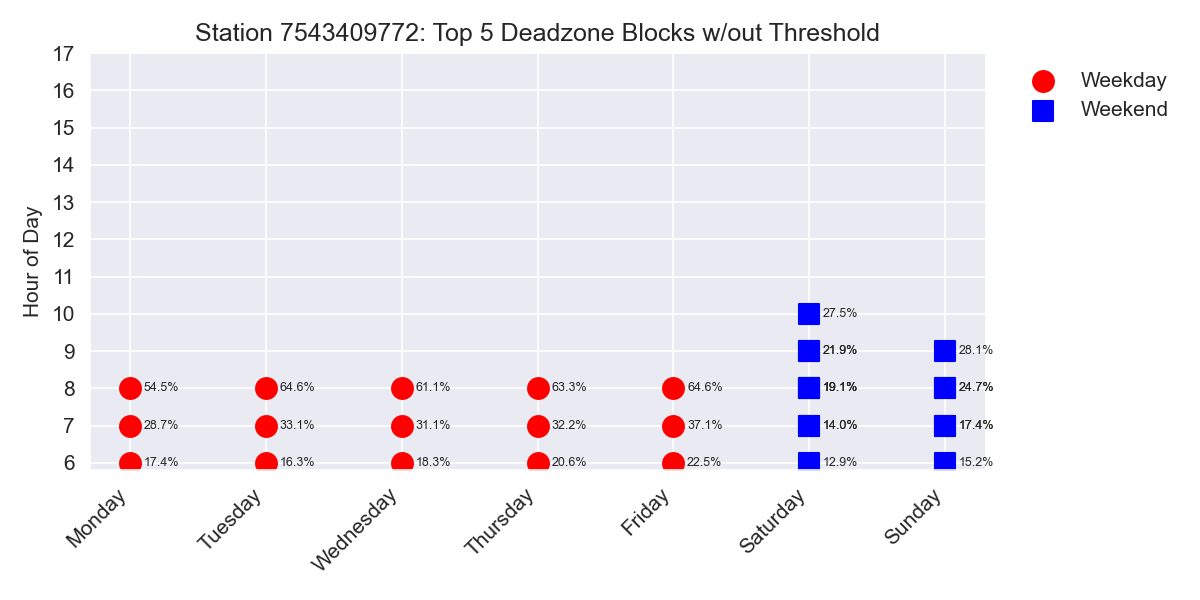 Station 7543409772: Top 5 Deadzone Blocks w/out Threshold
Weekday
Weekend
Hour of Day
17
16
15
14
13
12
11
10 27.5%
9 21.9% 28.1%
8 54.5% 64.6% 61.1% 63.3% 64.6% 19.1% 24.7%
7 28.7% 33.1% 31.1% 32.2% 37.1% 14.0% 17.4%
6 17.4% 16.3% 18.3% 20.6% 22.5% 12.9% 15.2%
Monday Tuesday Wednesday Thursday Friday Saturday Sunday